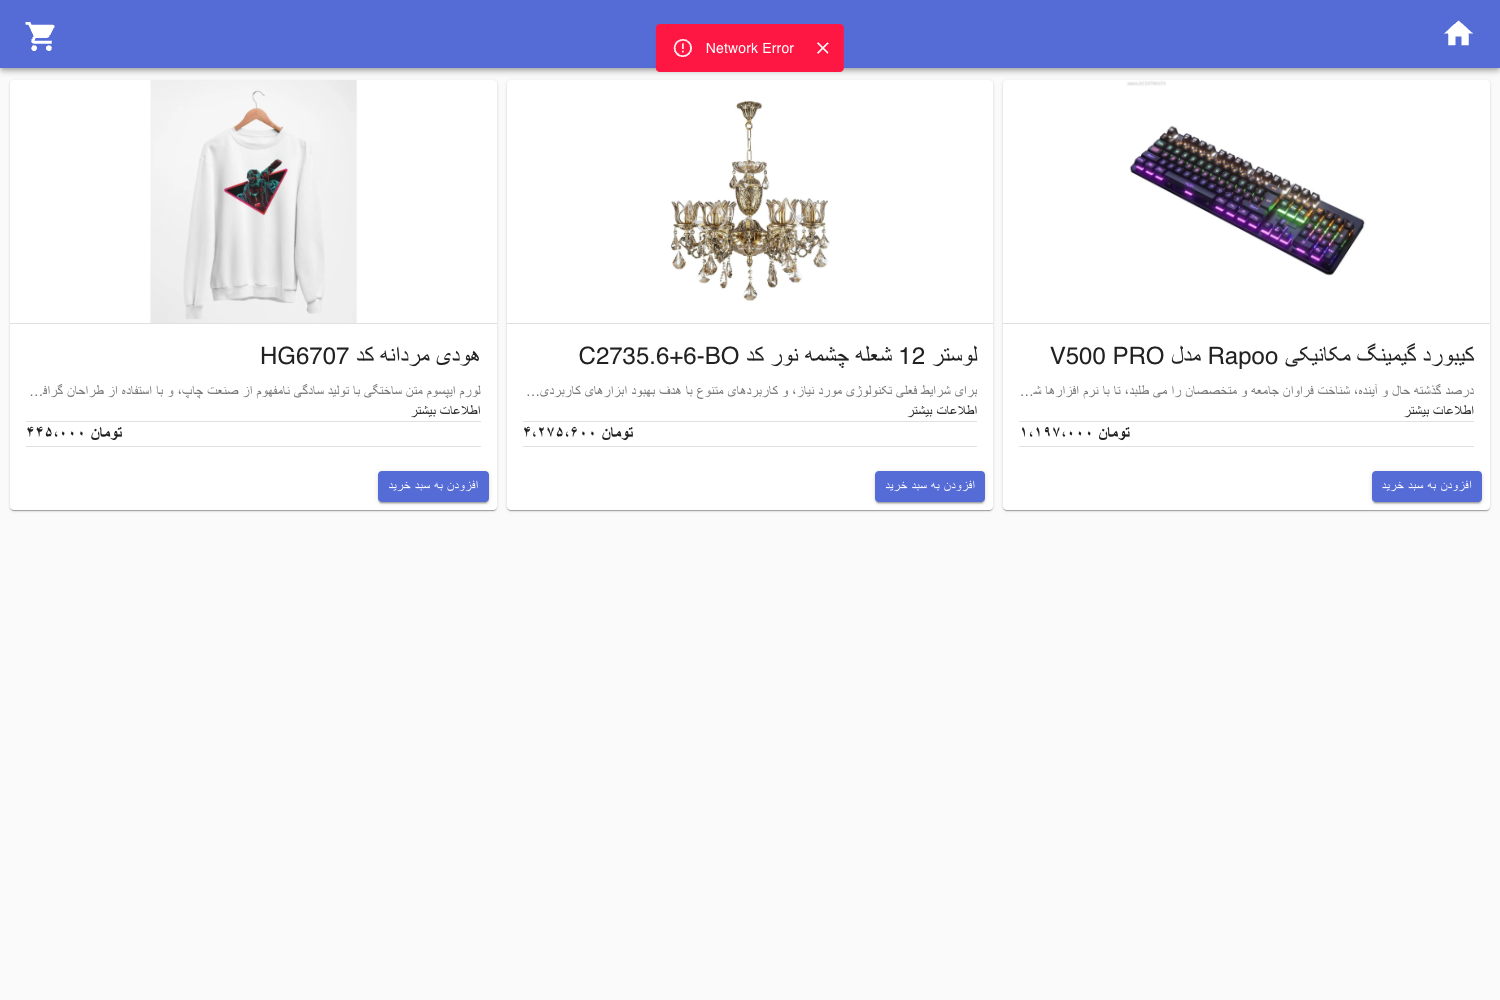 Network Error
کیبورد گیمینگ مکانیکی Rapoo مدل V500 PRO
درصد گذشته حال و آینده، شناخت فراوان جامعه و متخصصان را می طلبد، تا با نرم افزارها شـ...
اطلاعات بیشتر
۱،۱۹۷،۰۰۰ تومان
افزودن به سبد خرید
لوستر 12 شعله چشمه نور کد C2735.6+6-BO
برای شرایط فعلی تکنولوژی مورد نیاز، و کاربردهای متنوع با هدف بهبود ابزارهای کاربردی...
اطلاعات بیشتر
۴،۲۷۵،۶۰۰ تومان
افزودن به سبد خرید
هودی مردانه کد HG6707
لورم ایپسوم متن ساختگی با تولید سادگی نامفهوم از صنعت چاپ، و با استفاده از طراحان گرافـ...
اطلاعات بیشتر
۴۴۵،۰۰۰ تومان
افزودن به سبد خرید